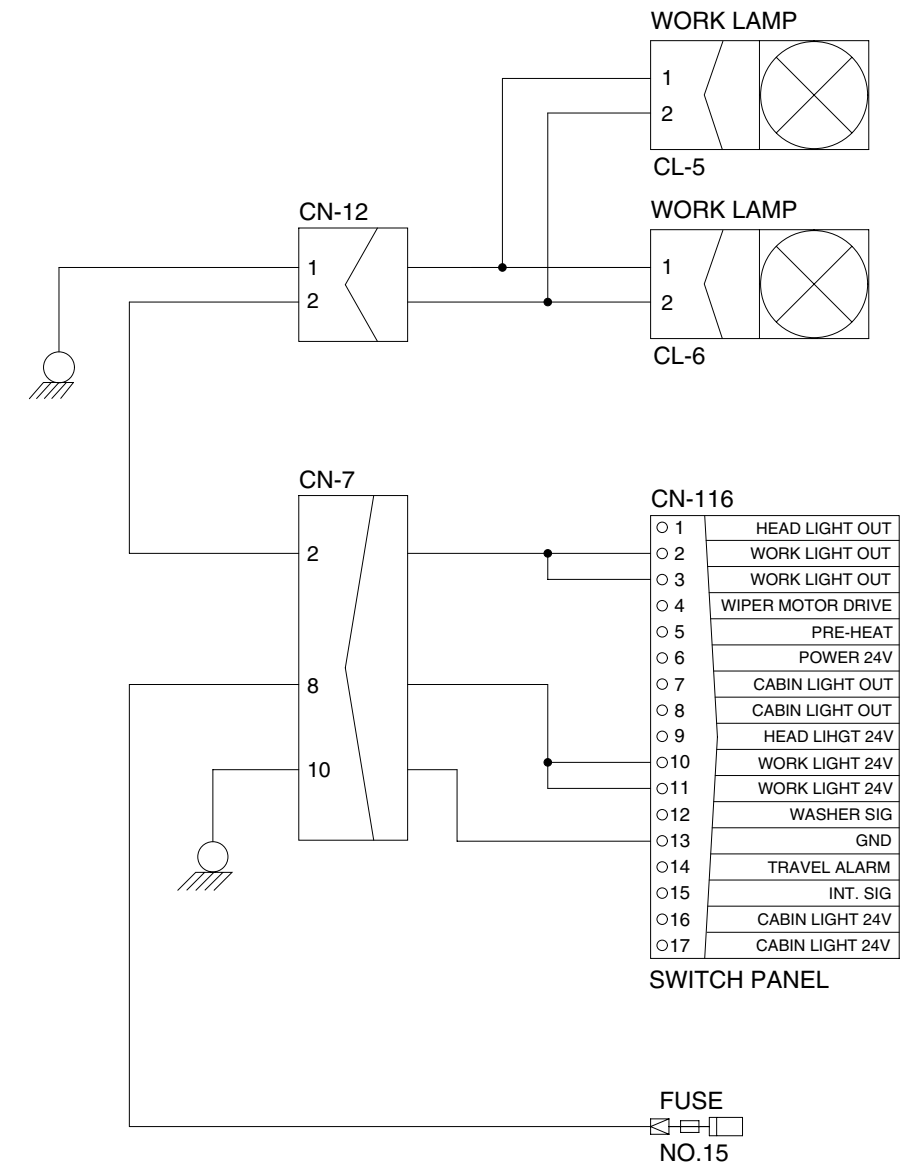 WORK LAMP
1
2
CL-5
CN-12
1
2
WORK LAMP
1
2
CL-6
CN-7
2
8
10
CN-116
1 HEAD LIGHT OUT
2 WORK LIGHT OUT
3 WORK LIGHT OUT
4 WIPER MOTOR DRIVE
5 PRE-HEAT
6 POWER 24V
7 CABIN LIGHT OUT
8 CABIN LIGHT OUT
9 HEAD LIHGT 24V
10 WORK LIGHT 24V
11 WORK LIGHT 24V
12 WASHER SIG
13 GND
14 TRAVEL ALARM
15 INT. SIG
16 CABIN LIGHT 24V
17 CABIN LIGHT 24V
SWITCH PANEL
FUSE
NO.15